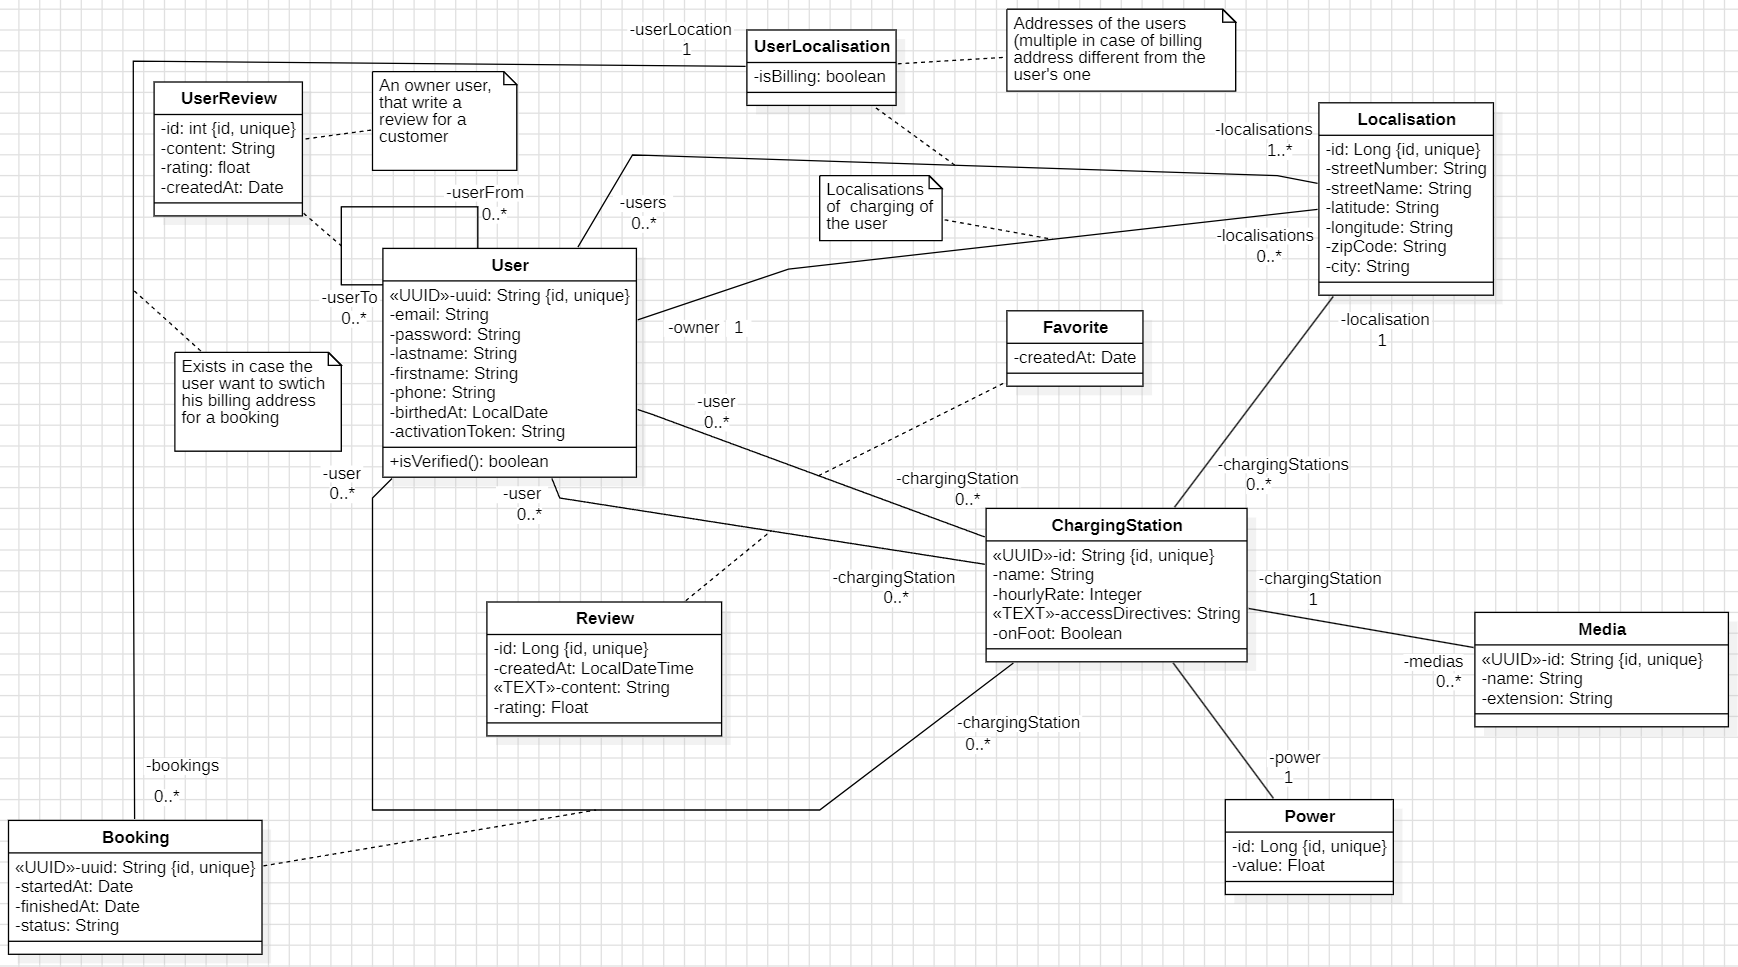 -userLocation
1
UserLocalisation
-isBilling: boolean
Addresses of the users
(multiple in case of billing
address different from the
user's one
UserReview
-id: int {id, unique}
-content: String
-rating: float
-createdAt: Date
An owner user,
that write a
review for a
customer
-localisations
1..*
Localisation
-id: Long {id, unique}
-streetNumber: String
-streetName: String
-latitude: String
-longitude: String
-zipCode: String
-city: String
-userFrom
0..*
-users
0..*
Localisations
of  charging of
the user
-localisations
0..*
User
«UUID»-uuid: String {id, unique}
-email: String
-password: String
-lastname: String
-firstname: String
-phone: String
-birthedAt: LocalDate
-activationToken: String
+isVerified(): boolean
-userTo
0..*
-owner
1
Favorite
-createdAt: Date
-localisation
1
Exists in case the
user want to swtich
his billing address
for a booking
-user
0..*
-user
0..*
-user
0..*
-chargingStation
0..*
-chargingStations
0..*
ChargingStation
«UUID»-id: String {id, unique}
-name: String
-hourlyRate: Integer
«TEXT»-accessDirectives: String
-onFoot: Boolean
-chargingStation
0..*
-chargingStation
1
Review
-id: Long {id, unique}
-createdAt: LocalDateTime
«TEXT»-content: String
-rating: Float
Media
«UUID»-id: String {id, unique}
-name: String
-extension: String
-medias
0..*
-chargingStation
0..*
-power
1
-bookings
0..*
Power
-id: Long {id, unique}
-value: Float
Booking
«UUID»-uuid: String {id, unique}
-startedAt: Date
-finishedAt: Date
-status: String